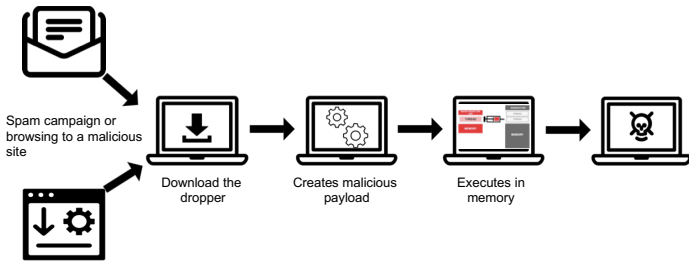 Spam campaign or
browsing to a malicious
site
Download the
dropper
Creates malicious
payload
Executes in
memory